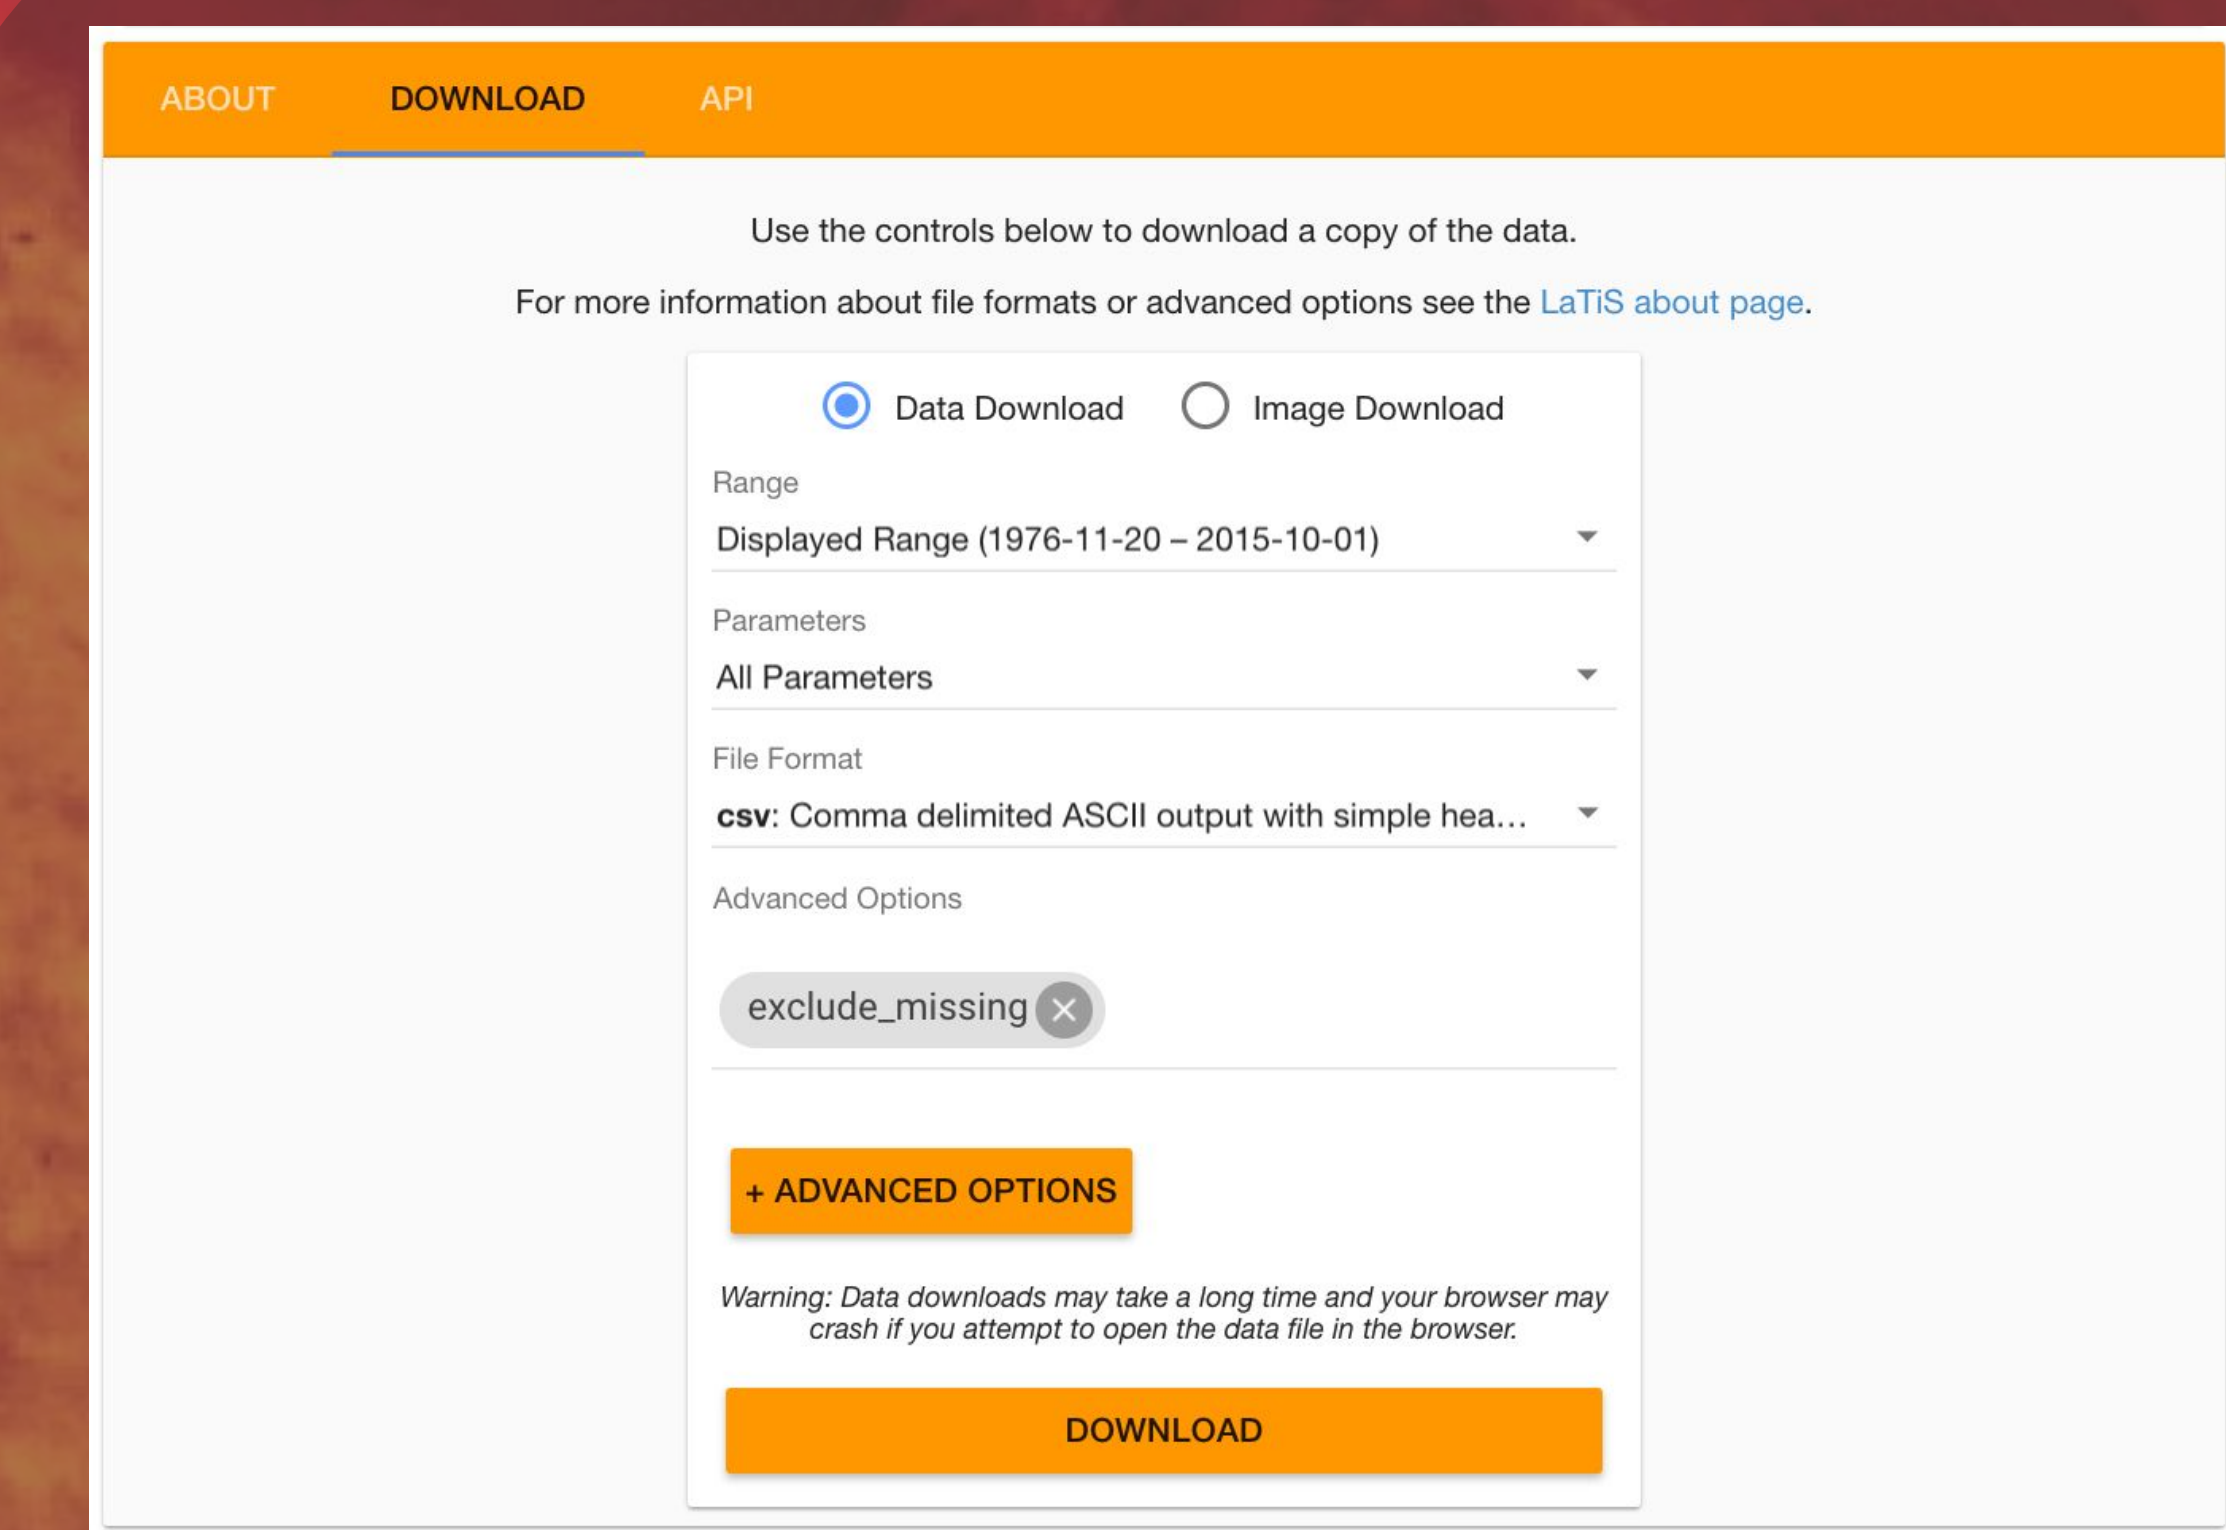 ABOUT DOWNLOAD API
Use the controls below to download a copy of the data.
For more information about file formats or advanced options see the LaTiS about page.
Data Download Image Download
Range
Displayed Range (1976-11-20 – 2015-10-01)
Parameters
All Parameters
File Format
csv: Comma delimited ASCII output with simple hea...
Advanced Options
exclude_missing
+ ADVANCED OPTIONS
Warning: Data downloads may take a long time and your browser may
crash if you attempt to open the data file in the browser.
DOWNLOAD